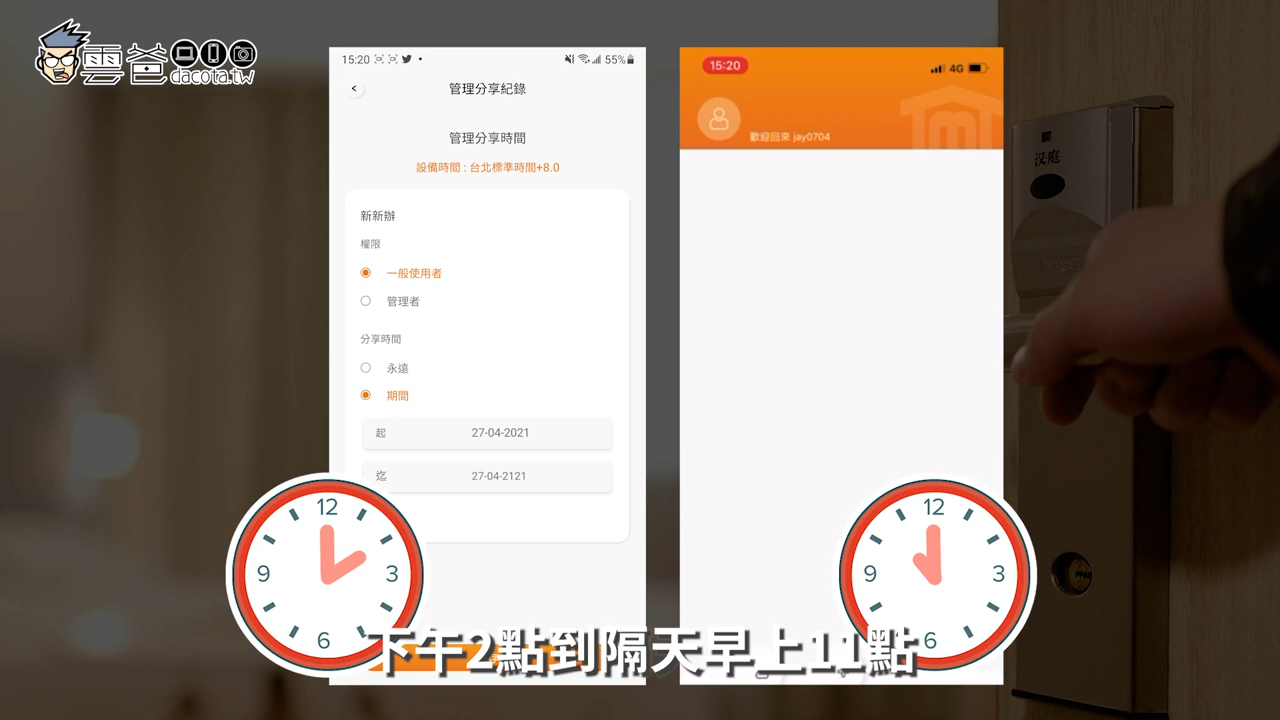 雲爸
dacota.tw
15:20
55%
管理分享紀錄
管理分享時間
設備時間 : 台北標準時間+8.0
新新辦
權限
一般使用者
管理者
分享時間
永遠
期間
起 27-04-2021
迄 27-04-2121
15:20
4G
歡迎回來 jay0704
汉庭
12
3
6
9
12
3
6
9
下午2點到隔天早上11點